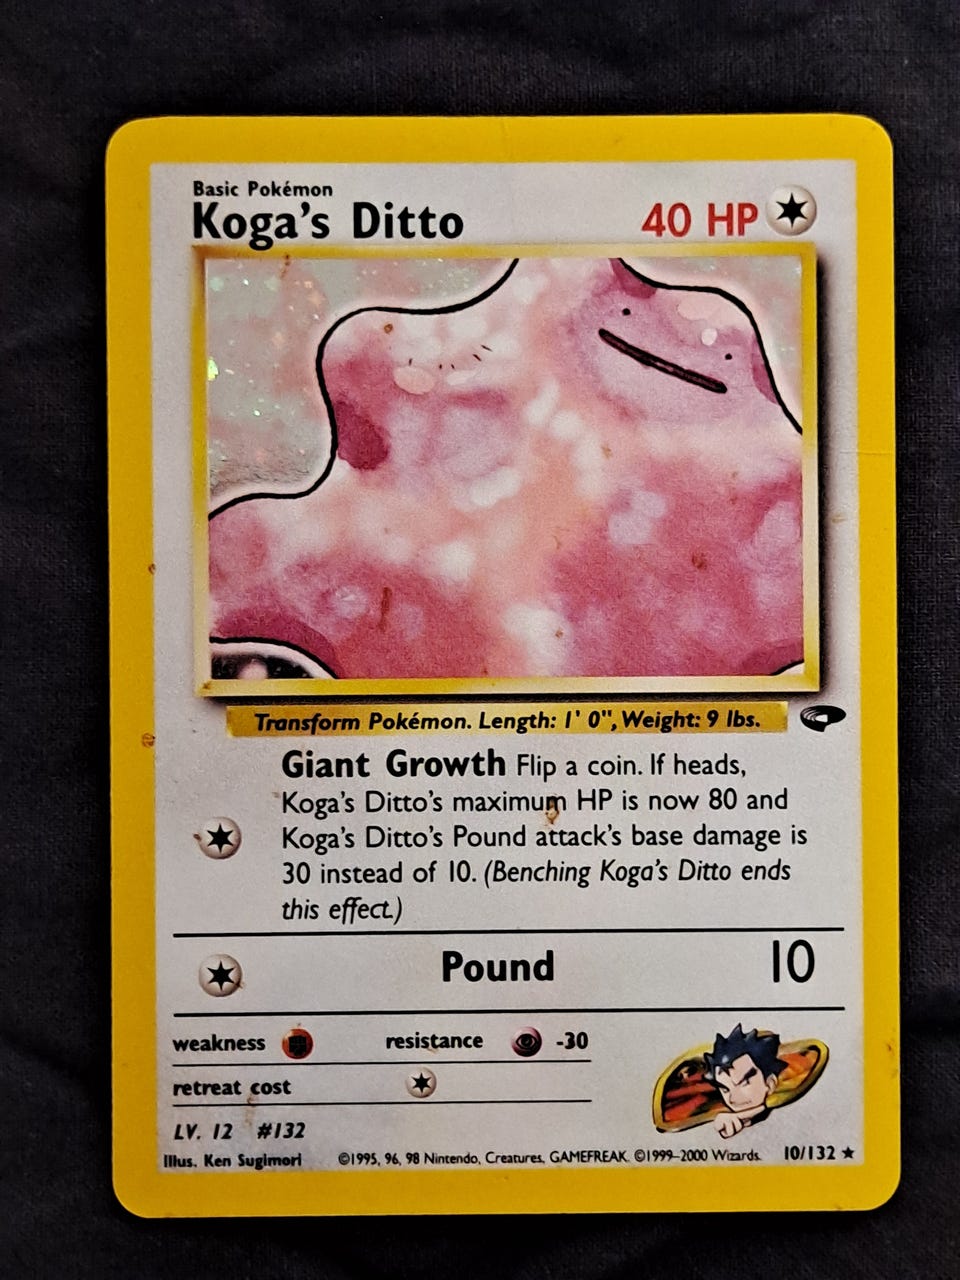 Basic Pokémon
Koga's Ditto 40 HP
Transform Pokémon. Length: 1' 0", Weight: 9 lbs.
Giant Growth Flip a coin. If heads,
Koga's Ditto's maximum HP is now 80 and
Koga's Ditto's Pound attack's base damage is
30 instead of 10. (Benching Koga's Ditto ends
this effect.)
Pound 10
weakness resistance -30
retreat cost
LV. 12 #132
Illus. Ken Sugimori ©1995, 96, 98 Nintendo, Creatures, GAMEFREAK. ©1999-2000 Wizards. 10/132 ★